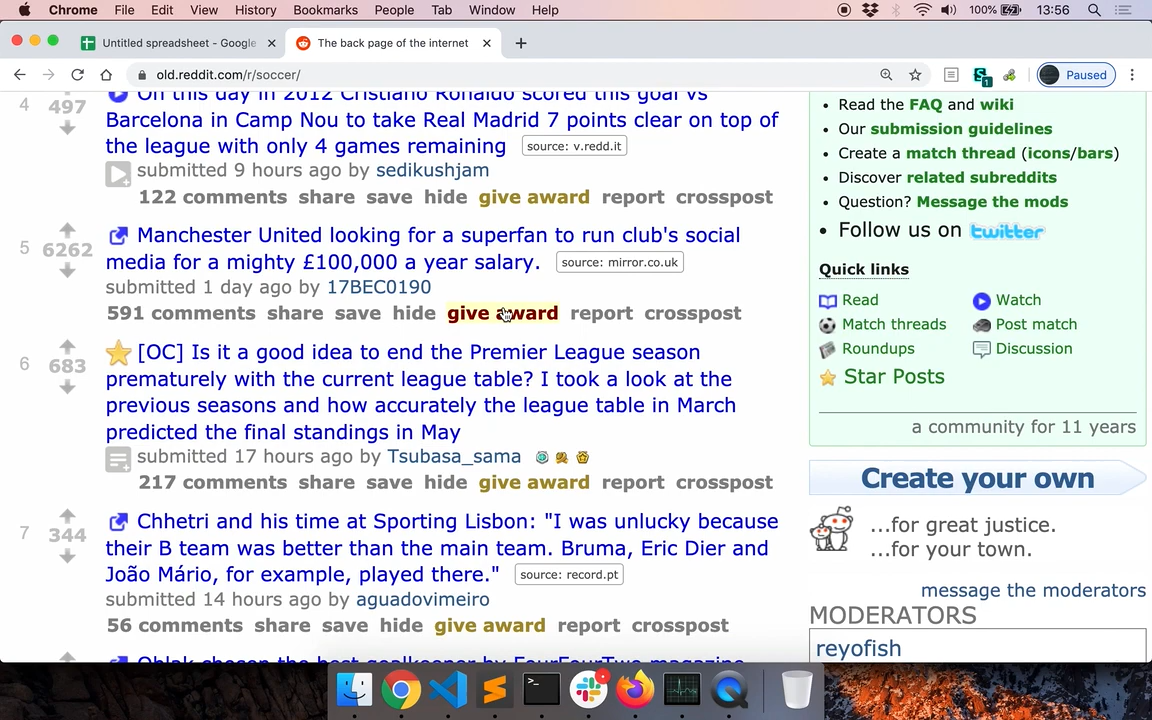 Chrome File Edit View History Bookmarks People Tab Window Help 100% 13:56
Untitled spreadsheet - Google The back page of the internet
old.reddit.com/r/soccer/ 1 Paused
4 497 On this day in 2012 Cristiano Ronaldo scored this goal vs
Barcelona in Camp Nou to take Real Madrid 7 points clear on top of
the league with only 4 games remaining source: v.redd.it
submitted 9 hours ago by sedikushjam
122 comments share save hide give award report crosspost
5 6262 Manchester United looking for a superfan to run club's social
media for a mighty £100,000 a year salary. source: mirror.co.uk
submitted 1 day ago by 17BEC0190
591 comments share save hide give award report crosspost
6 683 [OC] Is it a good idea to end the Premier League season
prematurely with the current league table? I took a look at the
previous seasons and how accurately the league table in March
predicted the final standings in May
submitted 17 hours ago by Tsubasa_sama
217 comments share save hide give award report crosspost
7 344 Chhetri and his time at Sporting Lisbon: "I was unlucky because
their B team was better than the main team. Bruma, Eric Dier and
João Mário, for example, played there." source: record.pt
submitted 14 hours ago by aguadovimeiro
56 comments share save hide give award report crosspost
Oblak chosen the best goalkeeper by FourFourTwo magazine
Read the FAQ and wiki
Our submission guidelines
Create a match thread (icons/bars)
Discover related subreddits
Question? Message the mods
Follow us on twitter
Quick links
Read Watch
Match threads Post match
Roundups Discussion
Star Posts
a community for 11 years
Create your own
...for great justice.
...for your town.
message the moderators
MODERATORS
reyofish